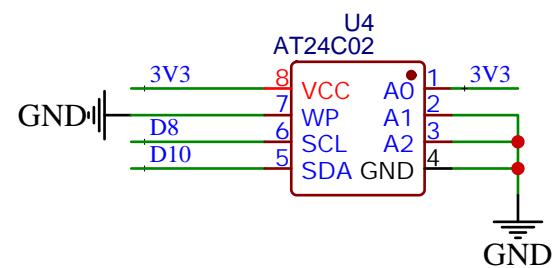 U4
AT24C02
3V3 8 VCC A0 1 3V3
GND 7 WP A1 2
D8 6 SCL A2 3
D10 5 SDA GND 4
GND